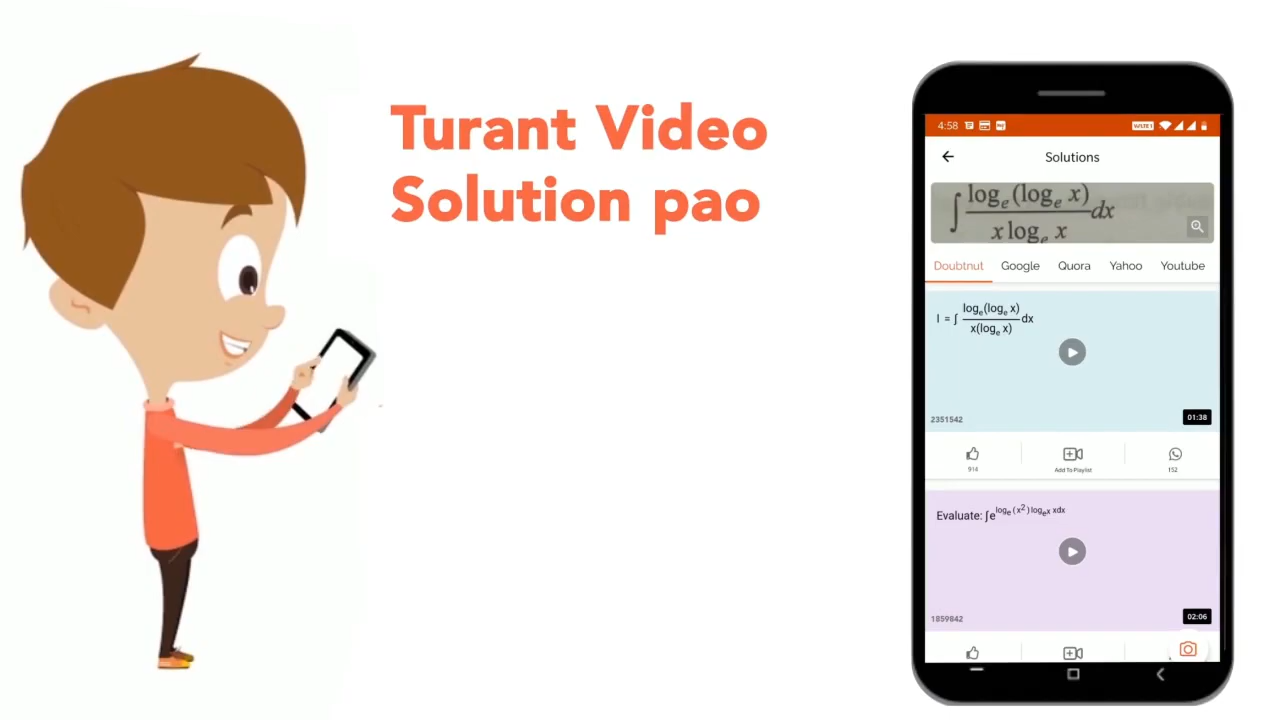 Turant Video
Solution pao
4:58
Solutions
∫ logₑ(logₑ x) / x logₑ x dx
Doubtnut Google Quora Yahoo Youtube
I = ∫ logₑ(logₑ x) / x(logₑ x) dx
2351542 01:38
914 Add To Playlist 152
Evaluate: ∫e^logₑ(x²)logₑx xdx
1859842 02:06